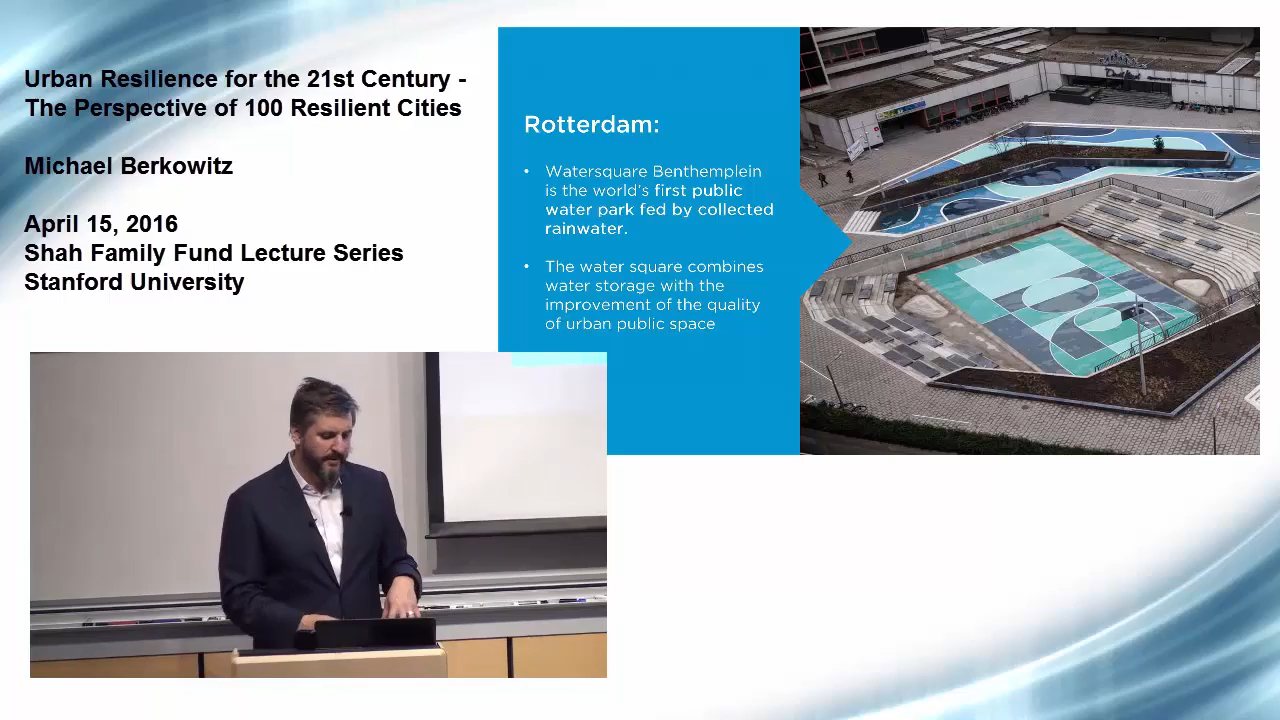 Urban Resilience for the 21st Century -
The Perspective of 100 Resilient Cities
Michael Berkowitz
April 15, 2016
Shah Family Fund Lecture Series
Stanford University
Rotterdam:
• Watersquare Benthemplein
is the world's first public
water park fed by collected
rainwater.
• The water square combines
water storage with the
improvement of the quality
of urban public space